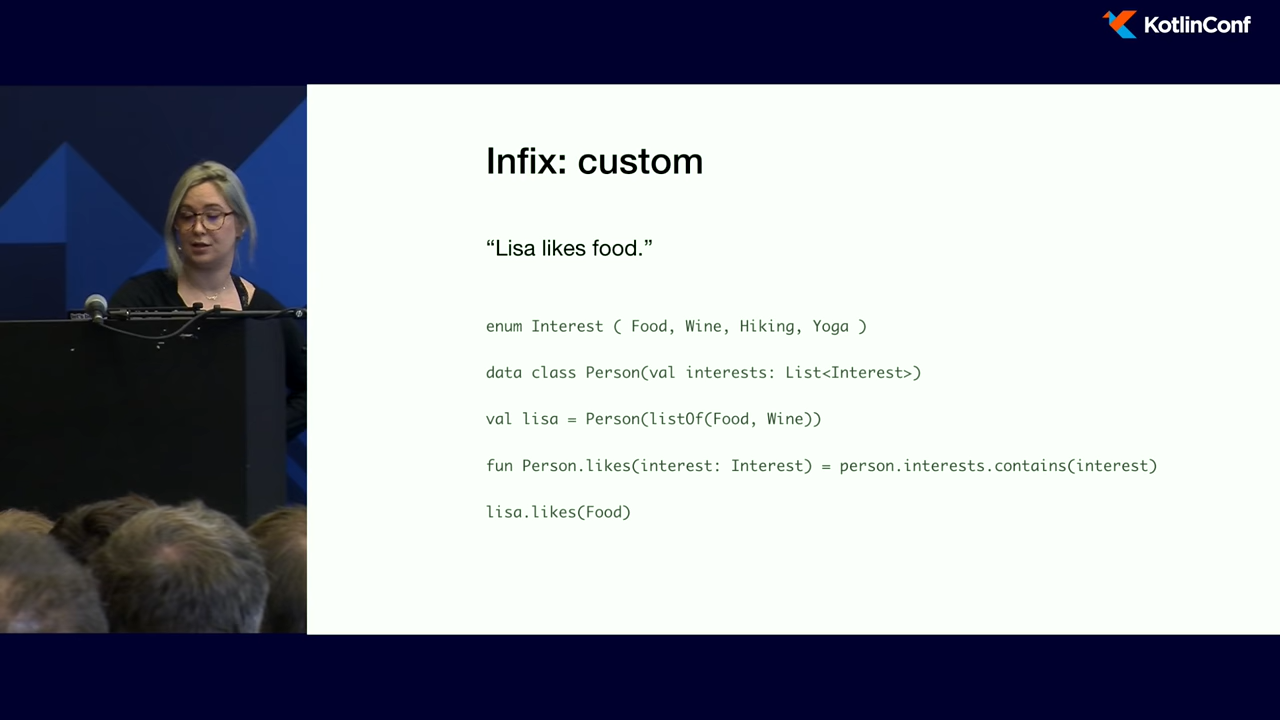 KotlinConf
Infix: custom
“Lisa likes food.”
enum Interest ( Food, Wine, Hiking, Yoga )
data class Person(val interests: List<Interest>)
val lisa = Person(listOf(Food, Wine))
fun Person.likes(interest: Interest) = person.interests.contains(interest)
lisa.likes(Food)